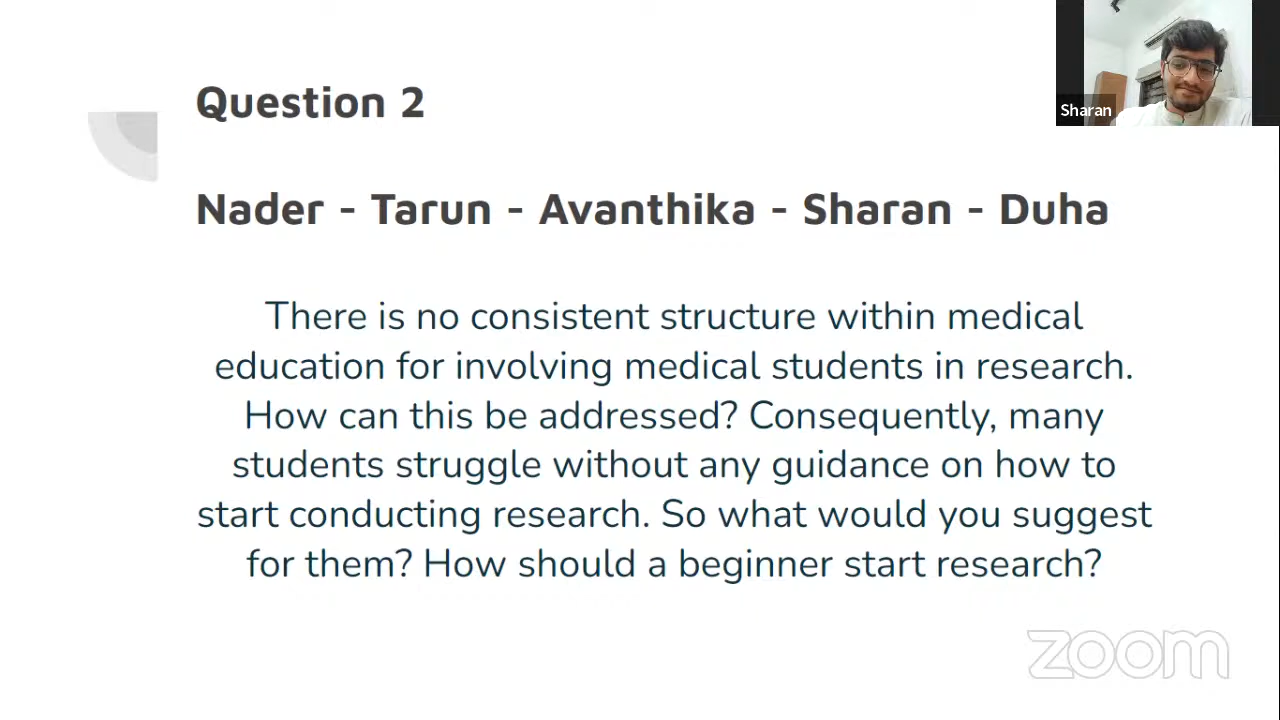 Sharan
Question 2
Nader - Tarun - Avanthika - Sharan - Duha
There is no consistent structure within medical
education for involving medical students in research.
How can this be addressed? Consequently, many
students struggle without any guidance on how to
start conducting research. So what would you suggest
for them? How should a beginner start research?
zoom